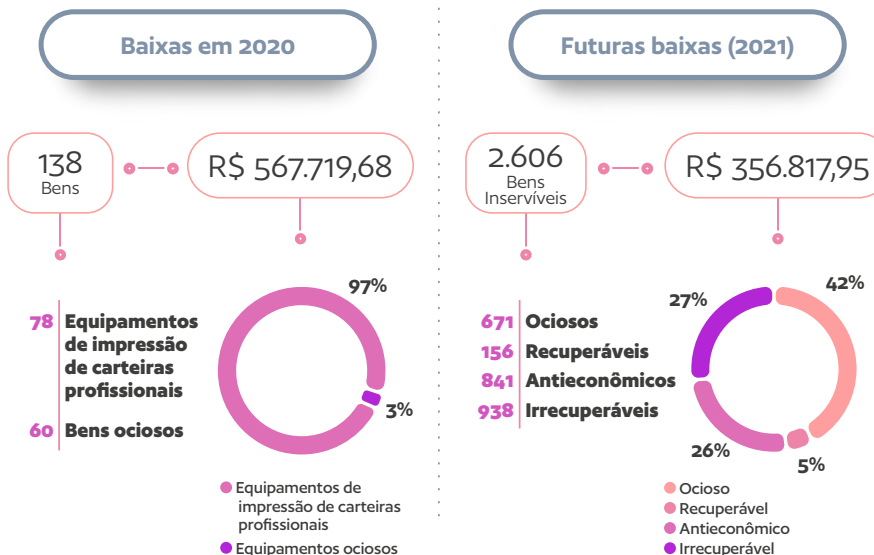 Baixas em 2020
138
Bens
R$ 567.719,68
97%
3%
78 Equipamentos
de impressão
de carteiras
profissionais
60 Bens ociosos
Equipamentos de
impressão de carteiras
profissionais
Equipamentos ociosos
Futuras baixas (2021)
2.606
Bens
Inservíveis
R$ 356.817,95
27%
42%
26%
5%
671 Ociosos
156 Recuperáveis
841 Antieconômicos
938 Irrecuperáveis
Ocioso
Recuperável
Antieconômico
Irrecuperável